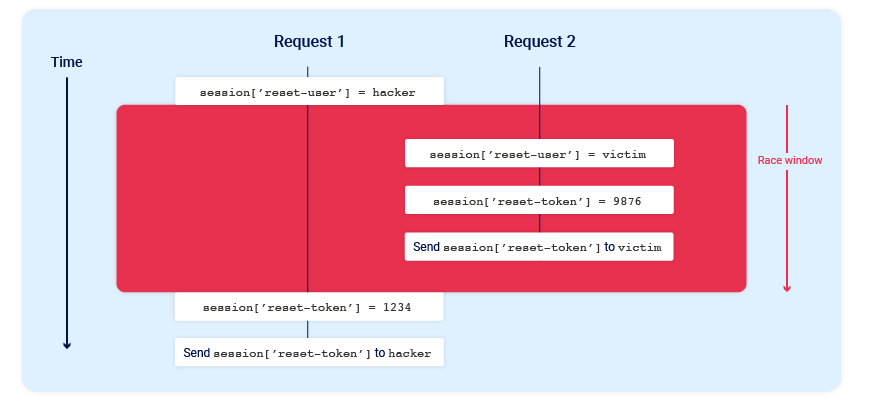 Request 1
Request 2
Time
session['reset-user'] = hacker
session['reset-user'] = victim
Race window
session['reset-token'] = 9876
Send session['reset-token'] to victim
session['reset-token'] = 1234
Send session['reset-token'] to hacker